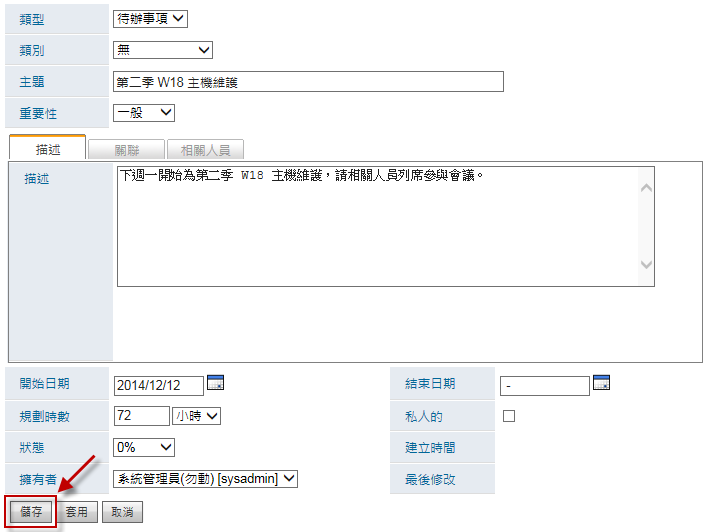 類型 待辦事項
類別 無
主題 第二季 W18 主機維護
重要性 一般
描述 關聯 相關人員
描述 下週一開始為第二季 W18 主機維護，請相關人員列席參與會議。
開始日期 2014/12/12 結束日期 -
規劃時數 72 小時 私人的
狀態 0% 建立時間
擁有者 系統管理員(勿動) [sysadmin] 最後修改
儲存 套用 取消